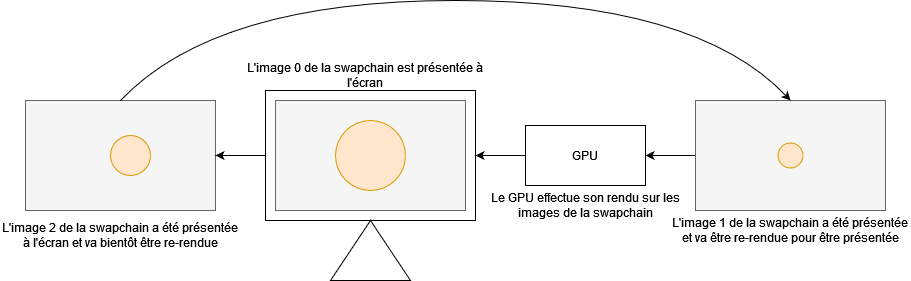 L'image 0 de la swapchain est présentée à
l'écran
GPU
Le GPU effectue son rendu sur les
images de la swapchain
L'image 2 de la swapchain a été présentée
à l'écran et va bientôt être re-rendue
L'image 1 de la swapchain a été présentée
et va être re-rendue pour être présentée